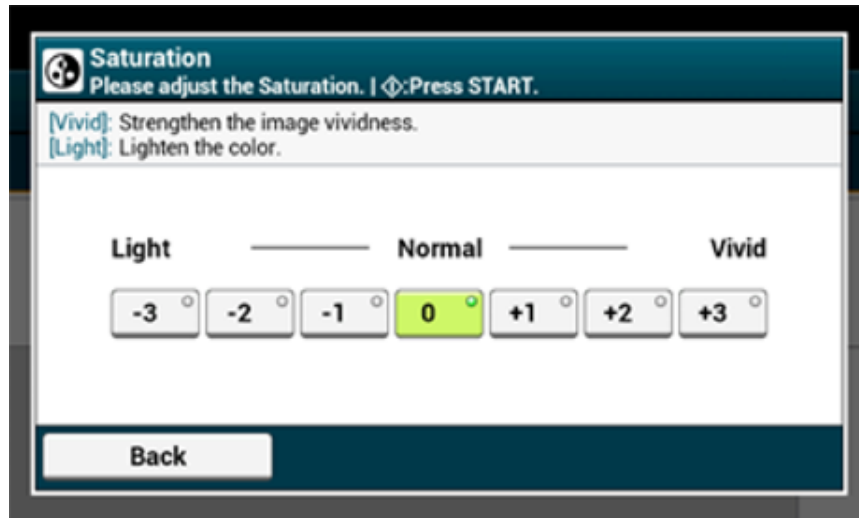 Saturation
Please adjust the Saturation. | :Press START.
[Vivid]: Strengthen the image vividness.
[Light]: Lighten the color.
Light Normal Vivid
-3 -2 -1 0 +1 +2 +3
Back